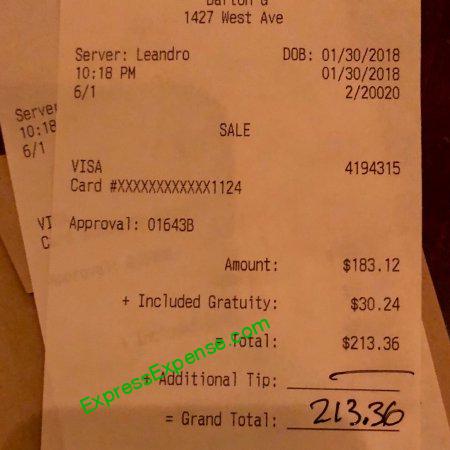 Barton G
1427 West Ave
Server: Leandro DOB: 01/30/2018
10:18 PM 01/30/2018
6/1 2/20020
SALE
VISA 4194315
Card #XXXXXXXXXXXX1124
Approval: 01643B
Amount: $183.12
+ Included Gratuity: $30.24
= Total: $213.36
+ Additional Tip:
= Grand Total: 213.36
ExpressExpense.com
Server
10:18
6/1
VI
C